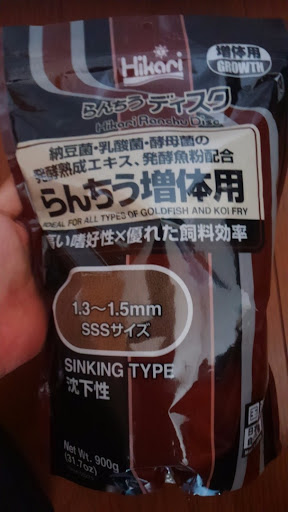 Hikari
増体用
GROWTH
らんちうディスク
Hikari Ranchu Disc
納豆菌・乳酸菌・酵母菌の
発酵熟成エキス、発酵魚粉配合
らんちう増体用
IDEAL FOR ALL TYPES OF GOLDFISH AND KOI FRY
高い嗜好性×優れた飼料効率
1.3～1.5mm
SSSサイズ
SINKING TYPE
沈下性
Net Wt. 900g
(31.7oz)
国